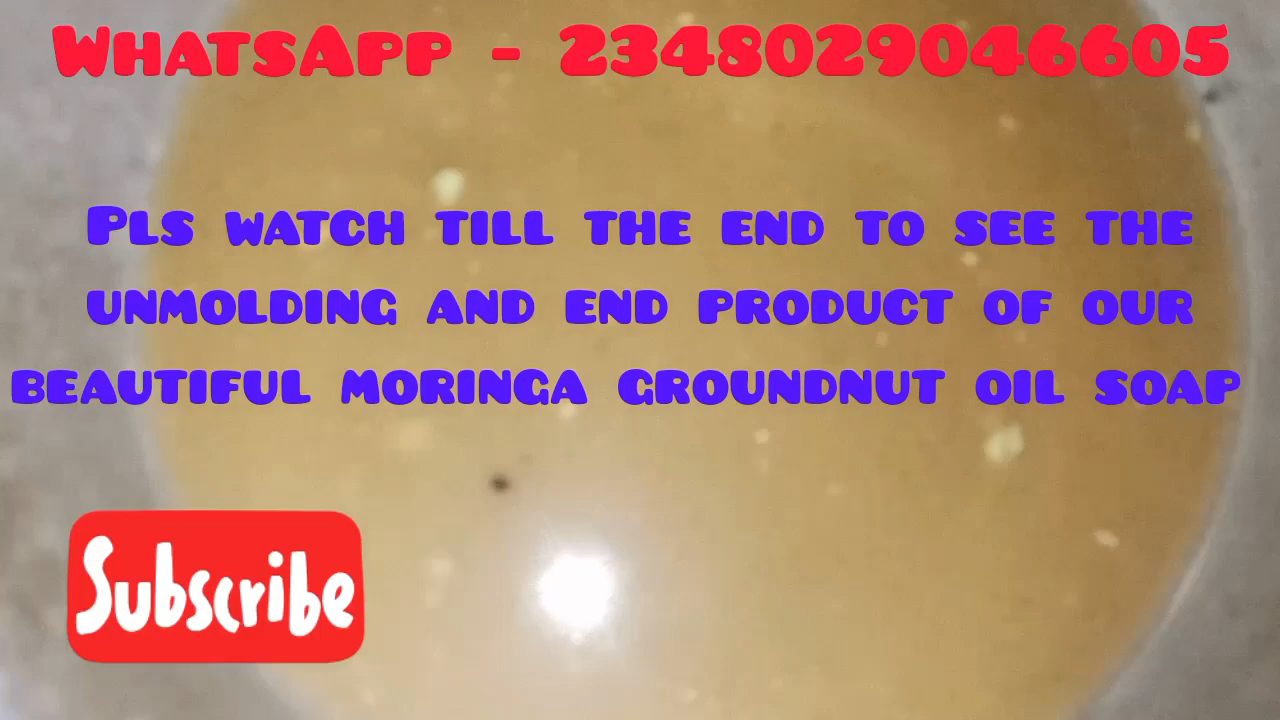 WhatsApp - 2348029046605
Pls watch till the end to see the
unmolding and end product of our
beautiful moringa groundnut oil soap
Subscribe